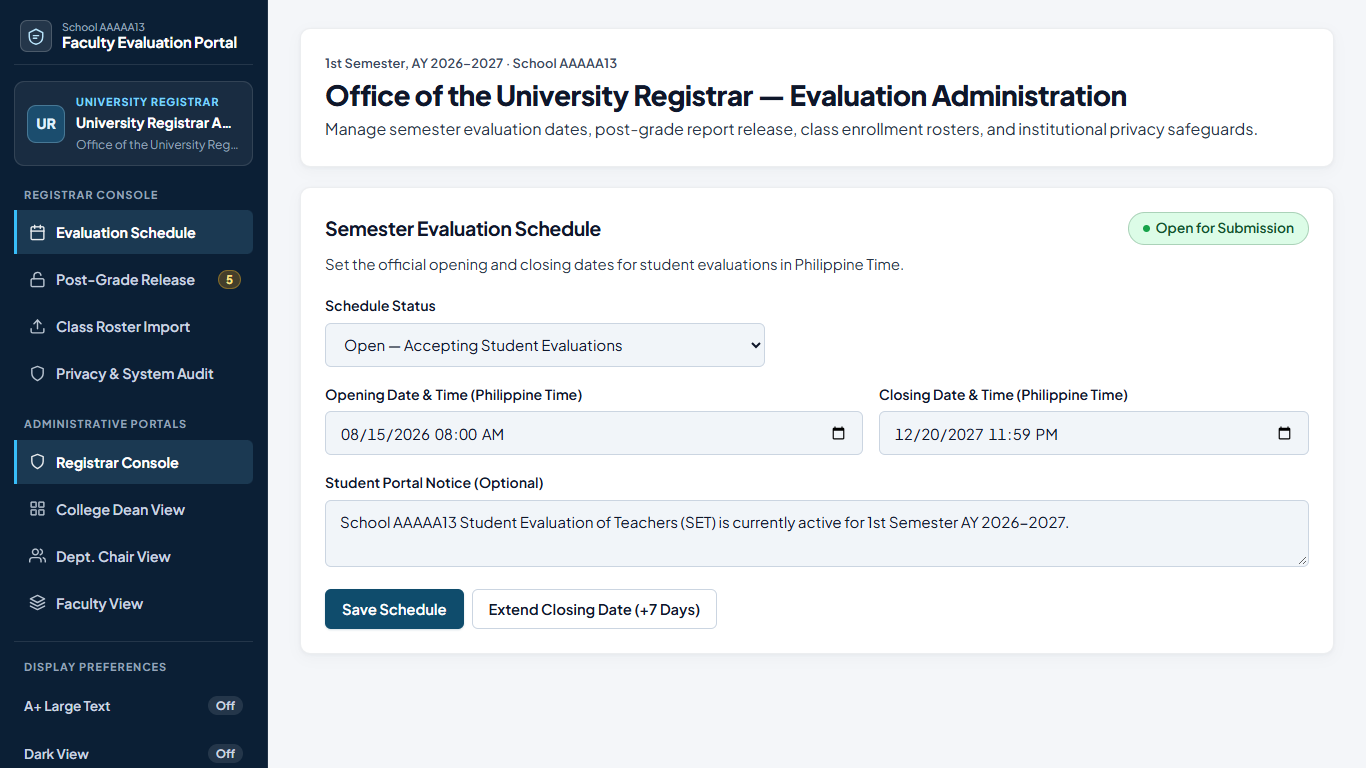 School AAAAA13
Faculty Evaluation Portal
UR
UNIVERSITY REGISTRAR
University Registrar A...
Office of the University Reg...
REGISTRAR CONSOLE
Evaluation Schedule
Post-Grade Release 5
Class Roster Import
Privacy & System Audit
ADMINISTRATIVE PORTALS
Registrar Console
College Dean View
Dept. Chair View
Faculty View
DISPLAY PREFERENCES
A+ Large Text Off
Dark View Off
1st Semester, AY 2026–2027 · School AAAAA13
Office of the University Registrar — Evaluation Administration
Manage semester evaluation dates, post-grade report release, class enrollment rosters, and institutional privacy safeguards.
Semester Evaluation Schedule
Open for Submission
Set the official opening and closing dates for student evaluations in Philippine Time.
Schedule Status
Open — Accepting Student Evaluations
Opening Date & Time (Philippine Time) Closing Date & Time (Philippine Time)
08/15/2026 08:00 AM 12/20/2027 11:59 PM
Student Portal Notice (Optional)
School AAAAA13 Student Evaluation of Teachers (SET) is currently active for 1st Semester AY 2026–2027.
Save Schedule Extend Closing Date (+7 Days)